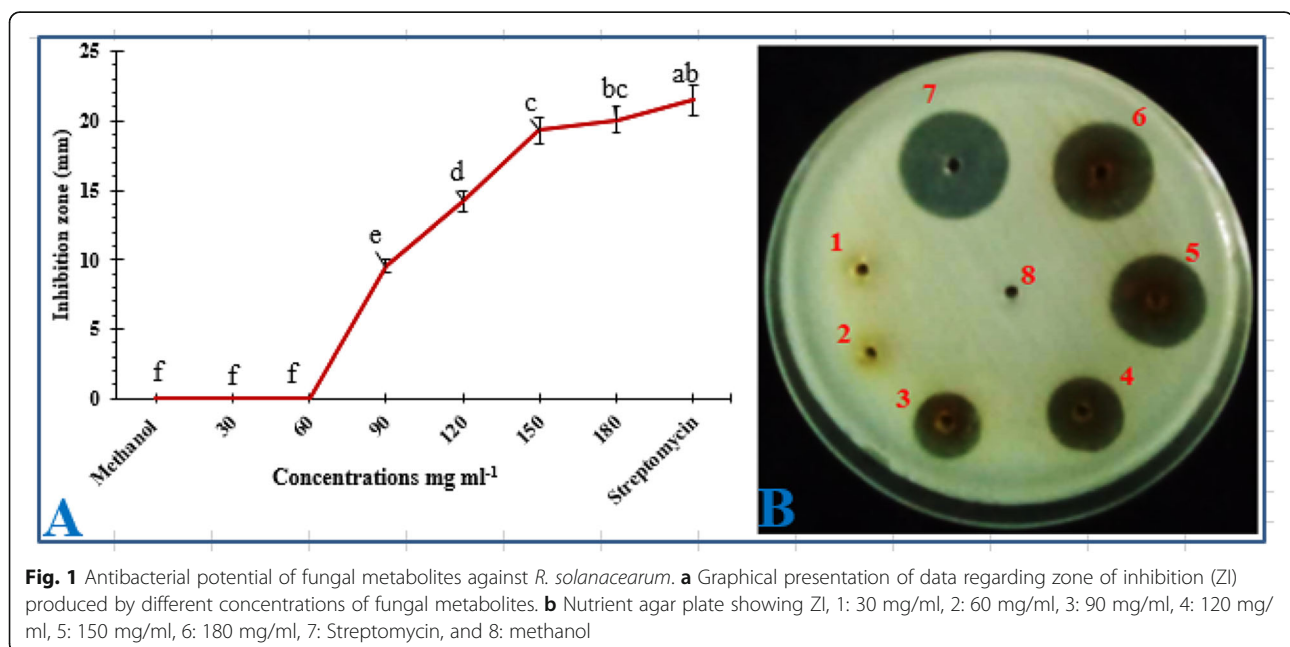 25
20
15
10
5
0
Inhibition zone (mm)
f
f
f
e
d
c
bc
ab
Methanol
30
60
90
120
150
180
Streptomycin
Concentrations mg ml-1
A
7
6
1
5
8
2
3
4
B
Fig. 1 Antibacterial potential of fungal metabolites against R. solanacearum. a Graphical presentation of data regarding zone of inhibition (ZI)
produced by different concentrations of fungal metabolites. b Nutrient agar plate showing ZI, 1: 30 mg/ml, 2: 60 mg/ml, 3: 90 mg/ml, 4: 120 mg/
ml, 5: 150 mg/ml, 6: 180 mg/ml, 7: Streptomycin, and 8: methanol